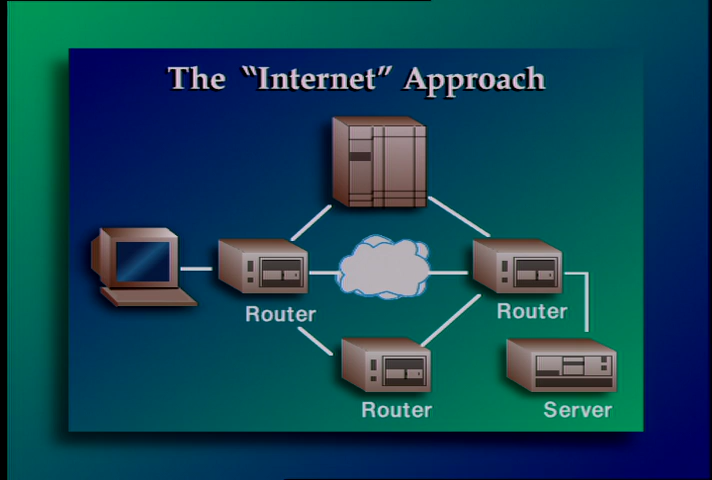 The “Internet” Approach
Router
Router
Router
Server